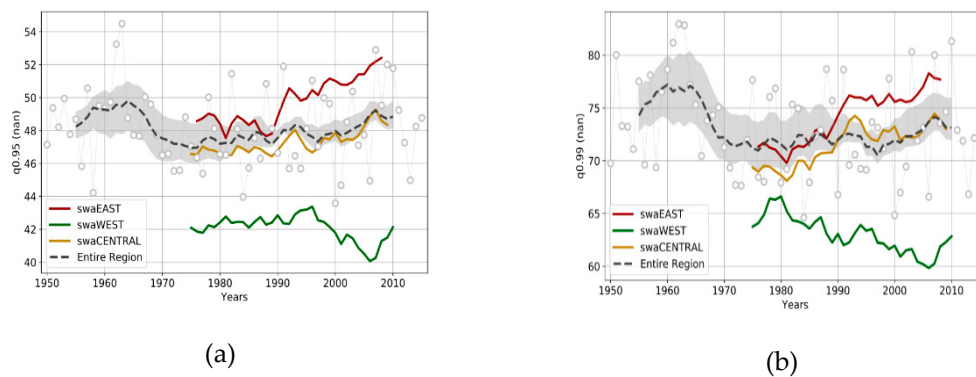 54
52
50
48
46
44
42
40
q0.95 (nan)
swaEAST
swaWEST
swaCENTRAL
Entire Region
1950 1960 1970 1980 1990 2000 2010
Years
(a)
80
75
70
65
60
q0.99 (nan)
swaEAST
swaWEST
swaCENTRAL
Entire Region
1950 1960 1970 1980 1990 2000 2010
Years
(b)